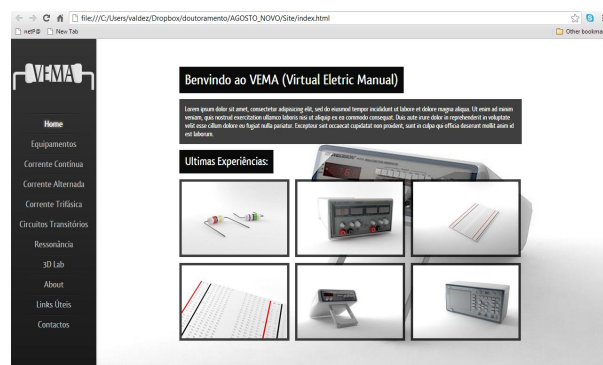 file:///C:/Users/valdez/Dropbox/doutoramento/AGOSTO_NOVO/Site/index.html
netP@ New Tab
Other bookma
VEMA
Home
Equipamentos
Corrente Contínua
Corrente Alternada
Corrente Trifásica
Circuitos Transitórios
Ressonância
3D Lab
About
Links Úteis
Contactos
Benvindo ao VEMA (Virtual Eletric Manual)
Lorem ipsum dolor sit amet, consectetur adipisicing elit, sed do eiusmod tempor incididunt ut labore et dolore magna aliqua. Ut enim ad minim
veniam, quis nostrud exercitation ullamco laboris nisi ut aliquip ex ea commodo consequat. Duis aute irure dolor in reprehenderit in voluptate
velit esse cillum dolore eu fugiat nulla pariatur. Excepteur sint occaecat cupidatat non proident, sunt in culpa qui officia deserunt mollit anim id
est laborum.
Ultimas Experiências: